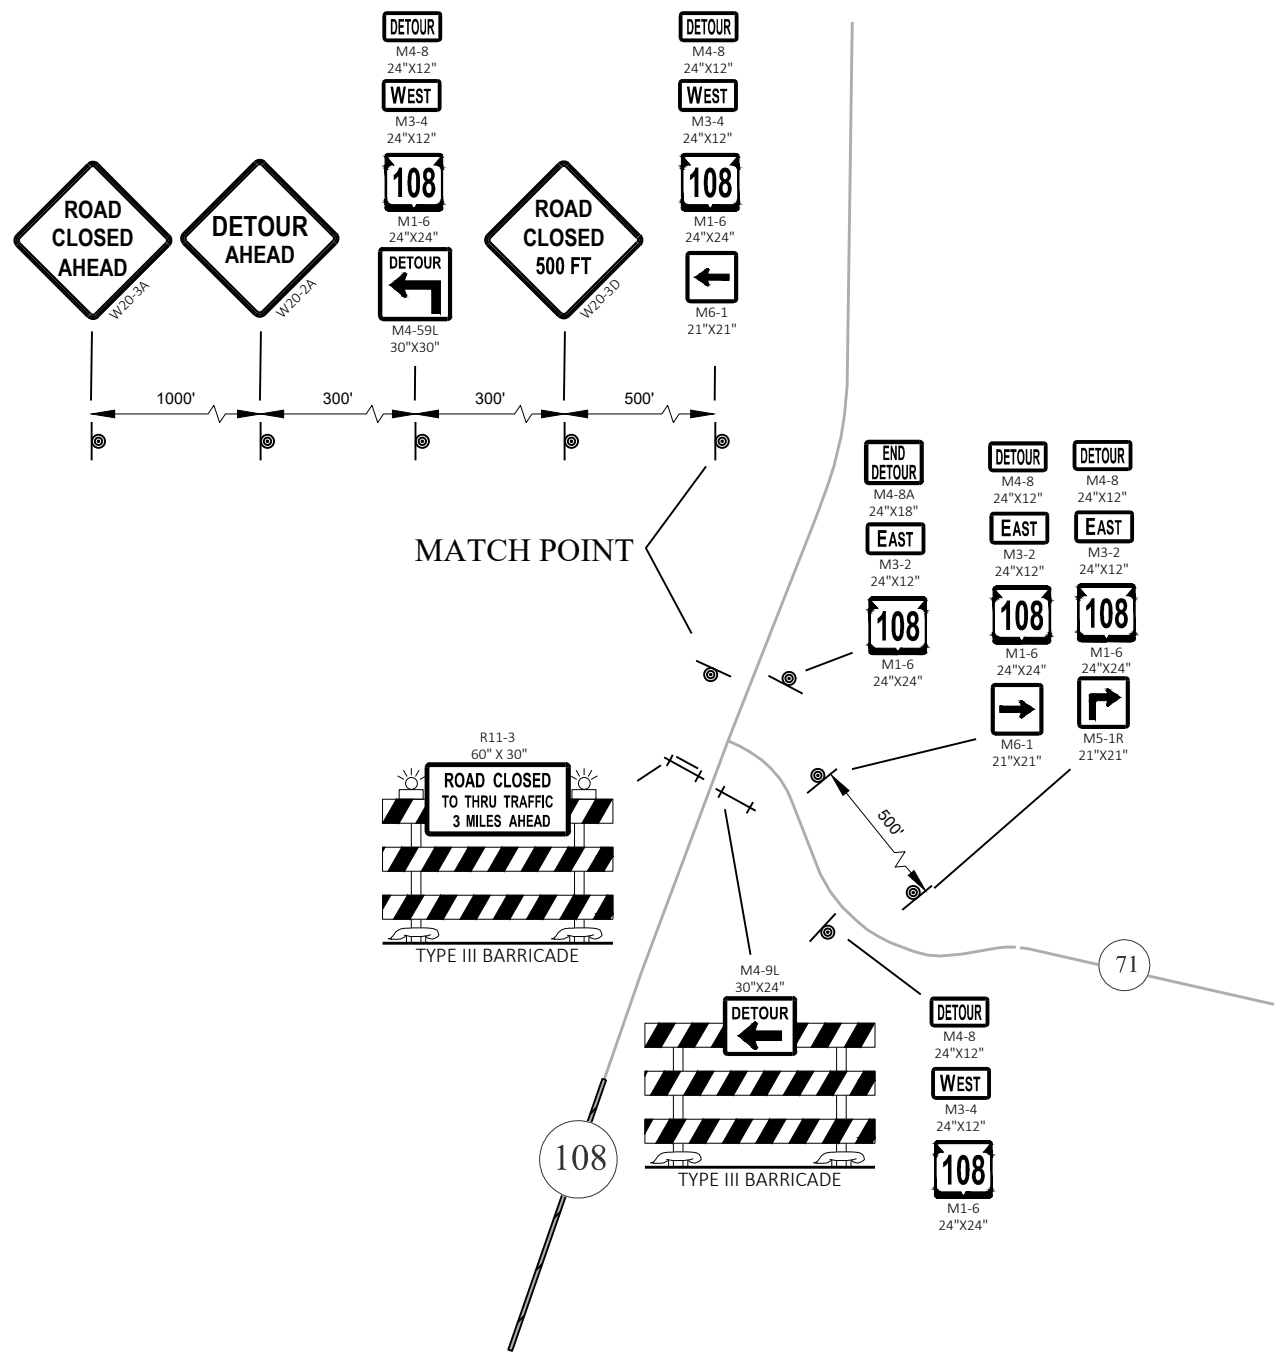 DETOUR
M4-8
24"X12"
WEST
M3-4
24"X12"
108
M1-6
24"X24"
DETOUR
M4-59L
30"X30"
DETOUR
M4-8
24"X12"
WEST
M3-4
24"X12"
108
M1-6
24"X24"
M6-1
21"X21"
ROAD
CLOSED
AHEAD
W20-3A
DETOUR
AHEAD
W20-2A
ROAD
CLOSED
500 FT
W20-3D
1000'
300'
300'
500'
MATCH POINT
END
DETOUR
M4-8A
24"X18"
EAST
M3-2
24"X12"
108
M1-6
24"X24"
DETOUR
M4-8
24"X12"
EAST
M3-2
24"X12"
108
M1-6
24"X24"
M6-1
21"X21"
DETOUR
M4-8
24"X12"
EAST
M3-2
24"X12"
108
M1-6
24"X24"
M5-1R
21"X21"
R11-3
60" X 30"
ROAD CLOSED
TO THRU TRAFFIC
3 MILES AHEAD
TYPE III BARRICADE
500'
71
M4-9L
30"X24"
DETOUR
TYPE III BARRICADE
DETOUR
M4-8
24"X12"
WEST
M3-4
24"X12"
108
M1-6
24"X24"
108